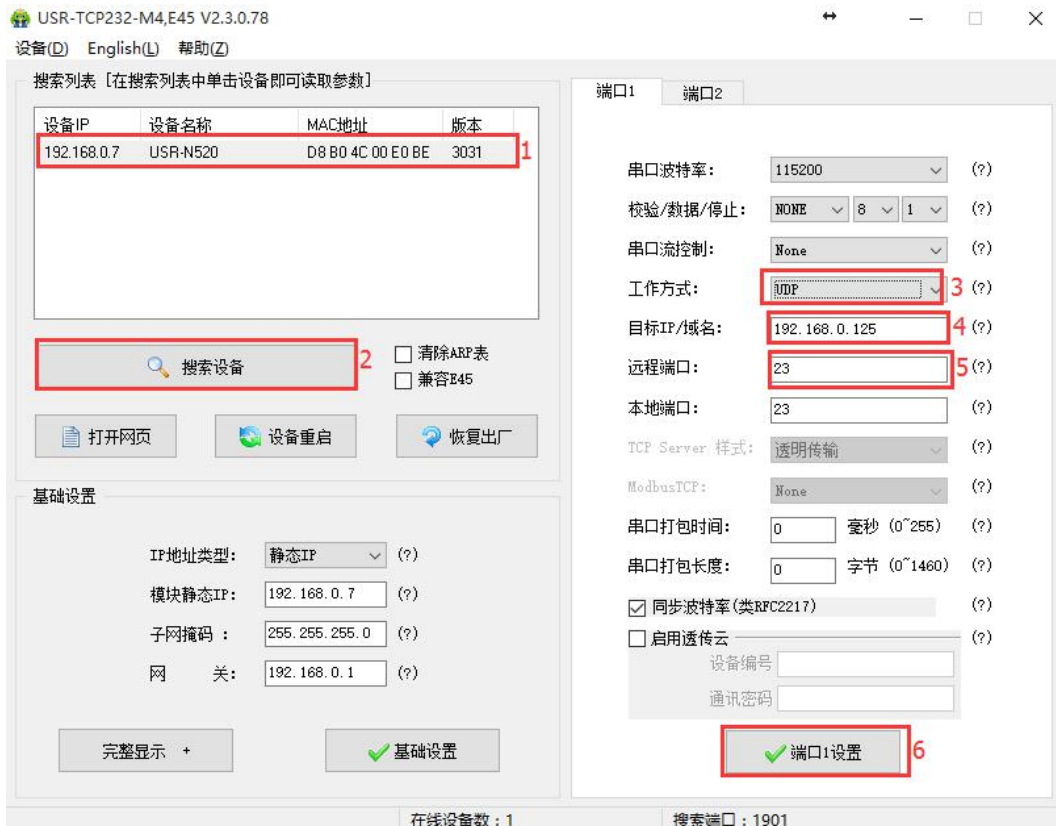 USR-TCP232-M4,E45 V2.3.0.78
设备(D) English(L) 帮助(Z)
搜索列表 [在搜索列表中单击设备即可读取参数]
设备IP 设备名称 MAC地址 版本
192.168.0.7 USR-N520 D8 B0 4C 00 E0 BE 3031 1
搜索设备 2
清除ARP表
兼容E45
打开网页 设备重启 恢复出厂
基础设置
IP地址类型: 静态IP (?)
模块静态IP: 192.168.0.7 (?)
子网掩码 : 255.255.255.0 (?)
网 关: 192.168.0.1 (?)
完整显示 + 基础设置
端口1 端口2
串口波特率: 115200 (?)
校验/数据/停止: NONE 8 1 (?)
串口流控制: None (?)
工作方式: UDP 3 (?)
目标IP/域名: 192.168.0.125 4 (?)
远程端口: 23 5 (?)
本地端口: 23 (?)
TCP Server 样式: 透明传输 (?)
ModbusTCP: None (?)
串口打包时间: 0 毫秒 (0~255) (?)
串口打包长度: 0 字节 (0~1460) (?)
同步波特率(类RFC2217) (?)
启用透传云 (?)
设备编号
通讯密码
端口1设置 6
在线设备数:1 搜索端口:1901